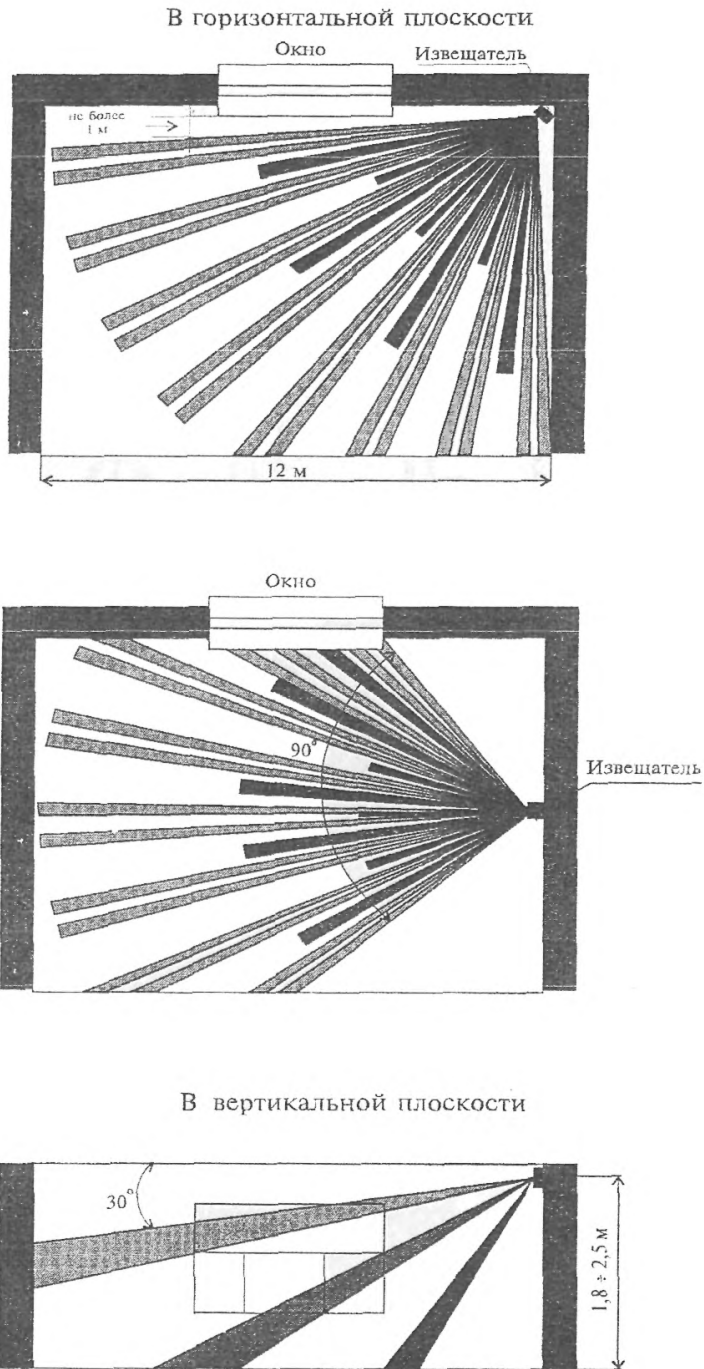 В горизонтальной плоскости
Окно
Извещатель
не более
1 м
12 м
Окно
90°
Извещатель
В вертикальной плоскости
30°
1,8 ÷ 2,5 м